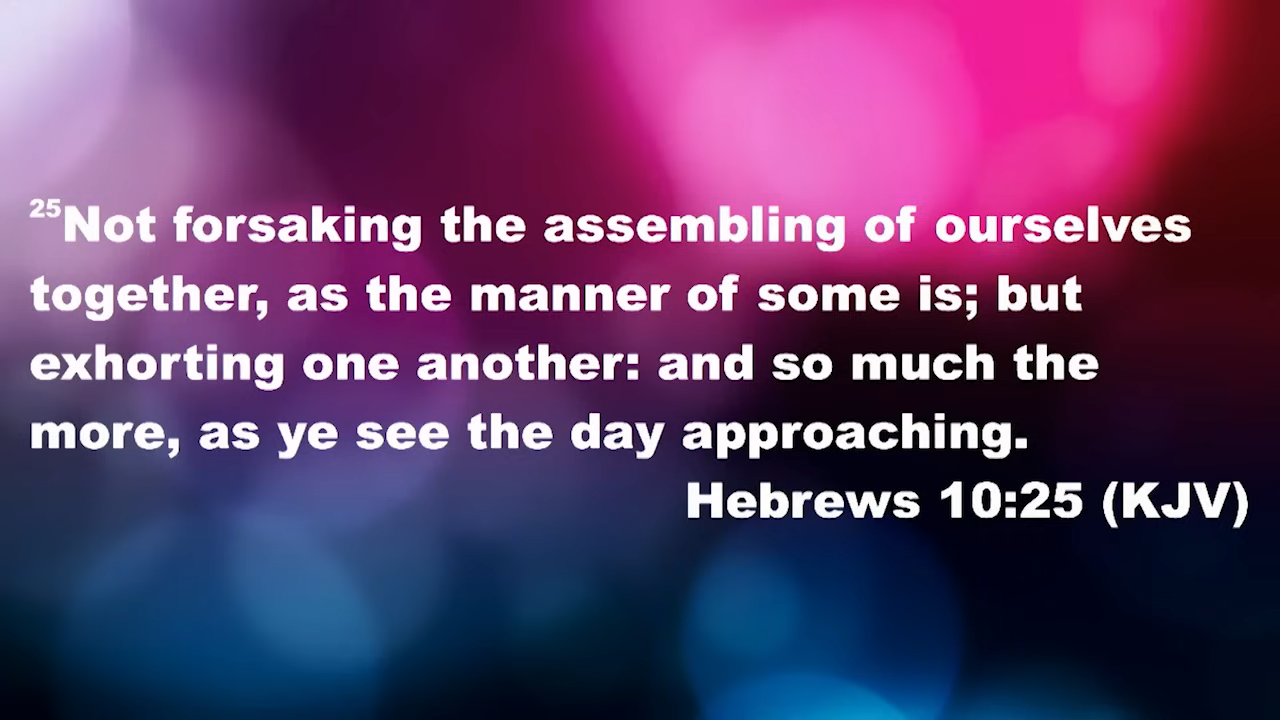 25Not forsaking the assembling of ourselves
together, as the manner of some is; but
exhorting one another: and so much the
more, as ye see the day approaching.
Hebrews 10:25 (KJV)